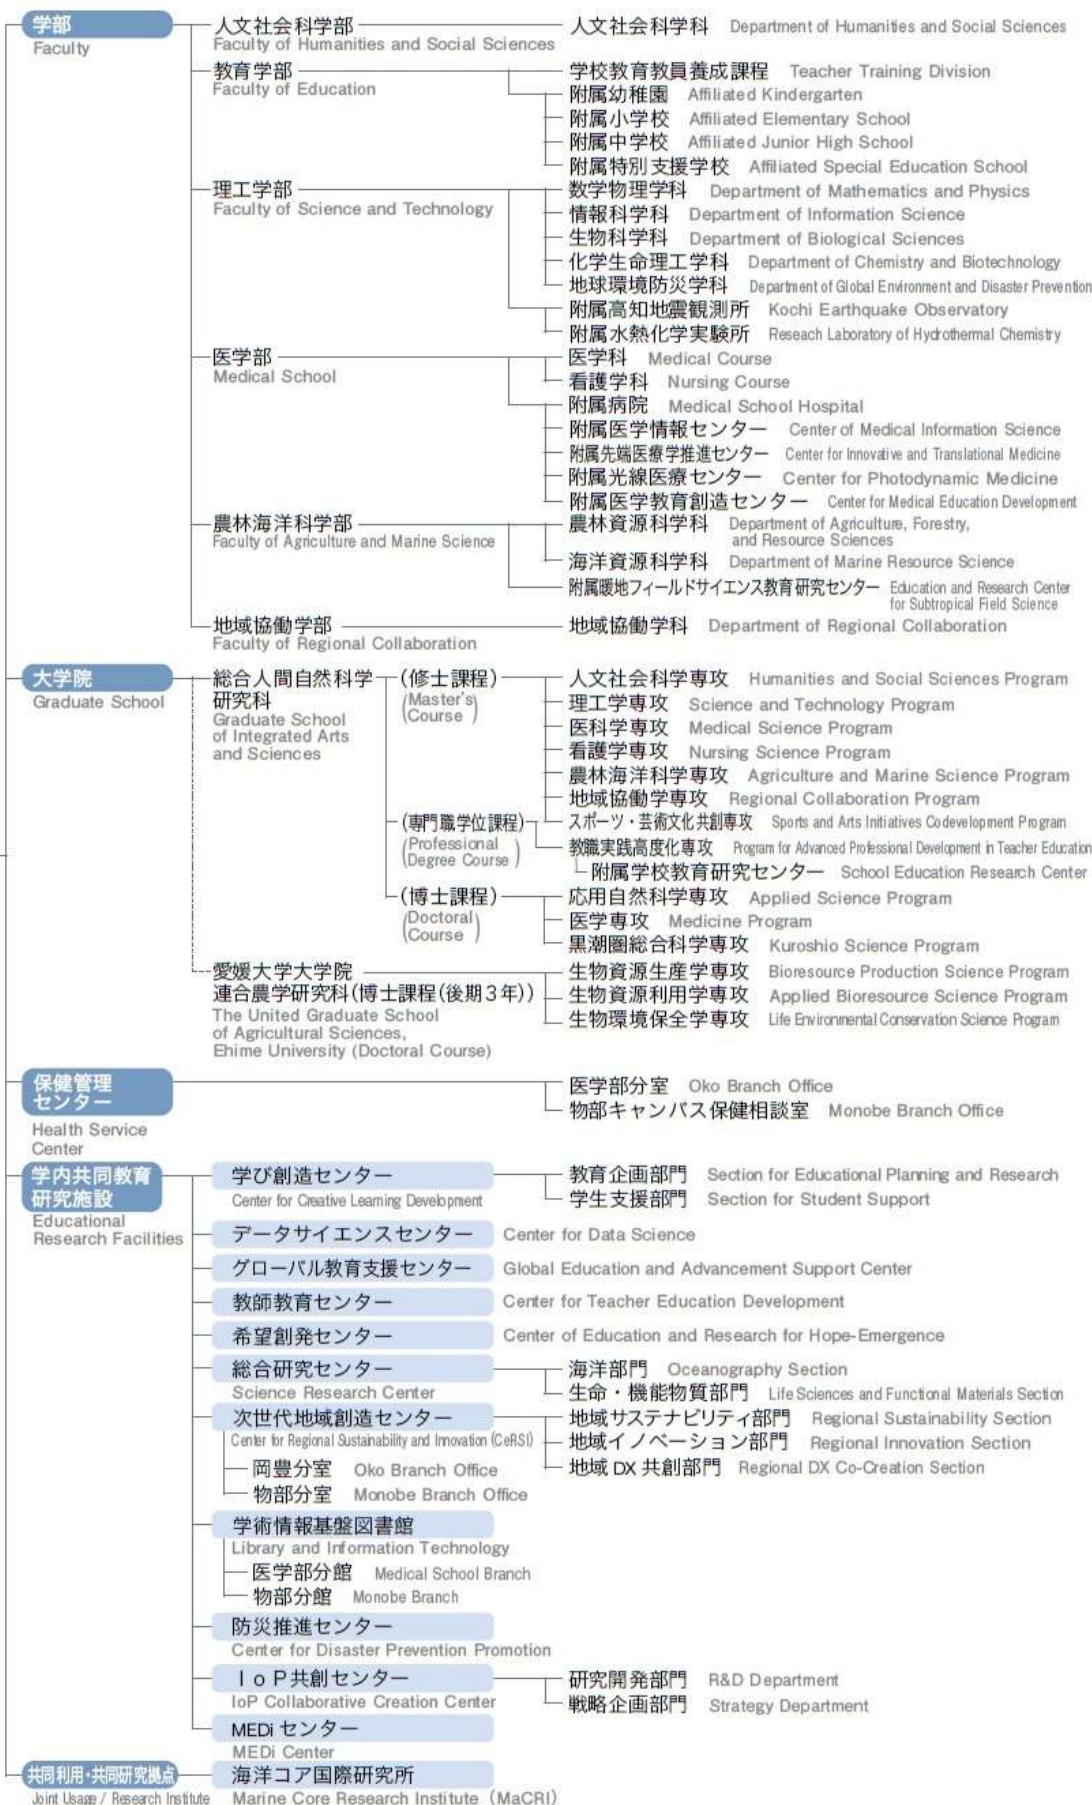 学部
Faculty
人文社会科学部
Faculty of Humanities and Social Sciences
人文社会科学科 Department of Humanities and Social Sciences
教育学部
Faculty of Education
学校教育教員養成課程 Teacher Training Division
附属幼稚園 Affiliated Kindergarten
附属小学校 Affiliated Elementary School
附属中学校 Affiliated Junior High School
附属特別支援学校 Affiliated Special Education School
理工学部
Faculty of Science and Technology
数学物理学科 Department of Mathematics and Physics
情報科学科 Department of Information Science
生物科学科 Department of Biological Sciences
化学生命理工学科 Department of Chemistry and Biotechnology
地球環境防災学科 Department of Global Environment and Disaster Prevention
附属高知地震観測所 Kochi Earthquake Observatory
附属水熱化学実験所 Reseach Laboratory of Hydrothermal Chemistry
医学部
Medical School
医学科 Medical Course
看護学科 Nursing Course
附属病院 Medical School Hospital
附属医学情報センター Center of Medical Information Science
附属先端医療学推進センター Center for Innovative and Translational Medicine
附属光線医療センター Center for Photodynamic Medicine
附属医学教育創造センター Center for Medical Education Development
農林海洋科学部
Faculty of Agriculture and Marine Science
農林資源科学科 Department of Agriculture, Forestry,
and Resource Sciences
海洋資源科学科 Department of Marine Resource Science
附属暖地フィールドサイエンス教育研究センター Education and Research Center
for Subtropical Field Science
地域協働学部
Faculty of Regional Collaboration
地域協働学科 Department of Regional Collaboration
大学院
Graduate School
総合人間自然科学
研究科
Graduate School
of Integrated Arts
and Sciences
(修士課程)
(Master's
Course)
人文社会科学専攻 Humanities and Social Sciences Program
理工学専攻 Science and Technology Program
医科学専攻 Medical Science Program
看護学専攻 Nursing Science Program
農林海洋科学専攻 Agriculture and Marine Science Program
地域協働学専攻 Regional Collaboration Program
(専門職学位課程)
(Professional
Degree Course)
スポーツ・芸術文化共創専攻 Sports and Arts Initiatives Codevelopment Program
教職実践高度化専攻 Program for Advanced Professional Development in Teacher Education
附属学校教育研究センター School Education Research Center
(博士課程)
(Doctoral
Course)
応用自然科学専攻 Applied Science Program
医学専攻 Medicine Program
黒潮圏総合科学専攻 Kuroshio Science Program
愛媛大学大学院
連合農学研究科(博士課程(後期3年))
The United Graduate School
of Agricultural Sciences,
Ehime University (Doctoral Course)
生物資源生産学専攻 Bioresource Production Science Program
生物資源利用学専攻 Applied Bioresource Science Program
生物環境保全学専攻 Life Environmental Conservation Science Program
保健管理
センター
Health Service
Center
医学部分室 Oko Branch Office
物部キャンパス保健相談室 Monobe Branch Office
学内共同教育
研究施設
Educational
Research Facilities
学び創造センター
Center for Creative Learning Development
教育企画部門 Section for Educational Planning and Research
学生支援部門 Section for Student Support
データサイエンスセンター Center for Data Science
グローバル教育支援センター Global Education and Advancement Support Center
教師教育センター Center for Teacher Education Development
希望創発センター Center of Education and Research for Hope-Emergence
総合研究センター
Science Research Center
海洋部門 Oceanography Section
生命・機能物質部門 Life Sciences and Functional Materials Section
次世代地域創造センター
Center for Regional Sustainability and Innovation (CeRSI)
地域サステナビリティ部門 Regional Sustainability Section
地域イノベーション部門 Regional Innovation Section
地域DX共創部門 Regional DX Co-Creation Section
岡豊分室 Oko Branch Office
物部分室 Monobe Branch Office
学術情報基盤図書館
Library and Information Technology
医学部分館 Medical School Branch
物部分館 Monobe Branch
防災推進センター
Center for Disaster Prevention Promotion
IoP共創センター
IoP Collaborative Creation Center
研究開発部門 R&D Department
戦略企画部門 Strategy Department
MEDiセンター
MEDi Center
共同利用・共同研究拠点
Joint Usage / Research Institute
海洋コア国際研究所
Marine Core Research Institute (MaCRI)